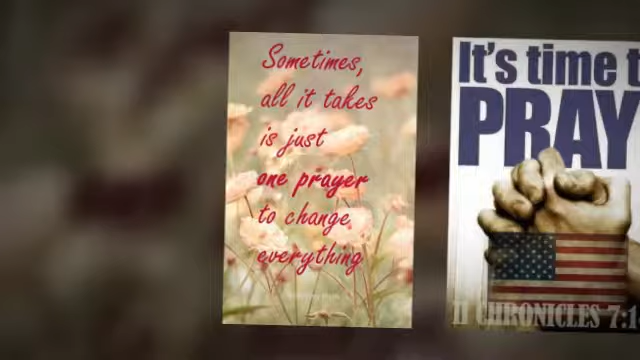 Sometimes,
all it takes
is just
one prayer
to change
everything
It's time t
PRAY
II CHRONICLES 7:1